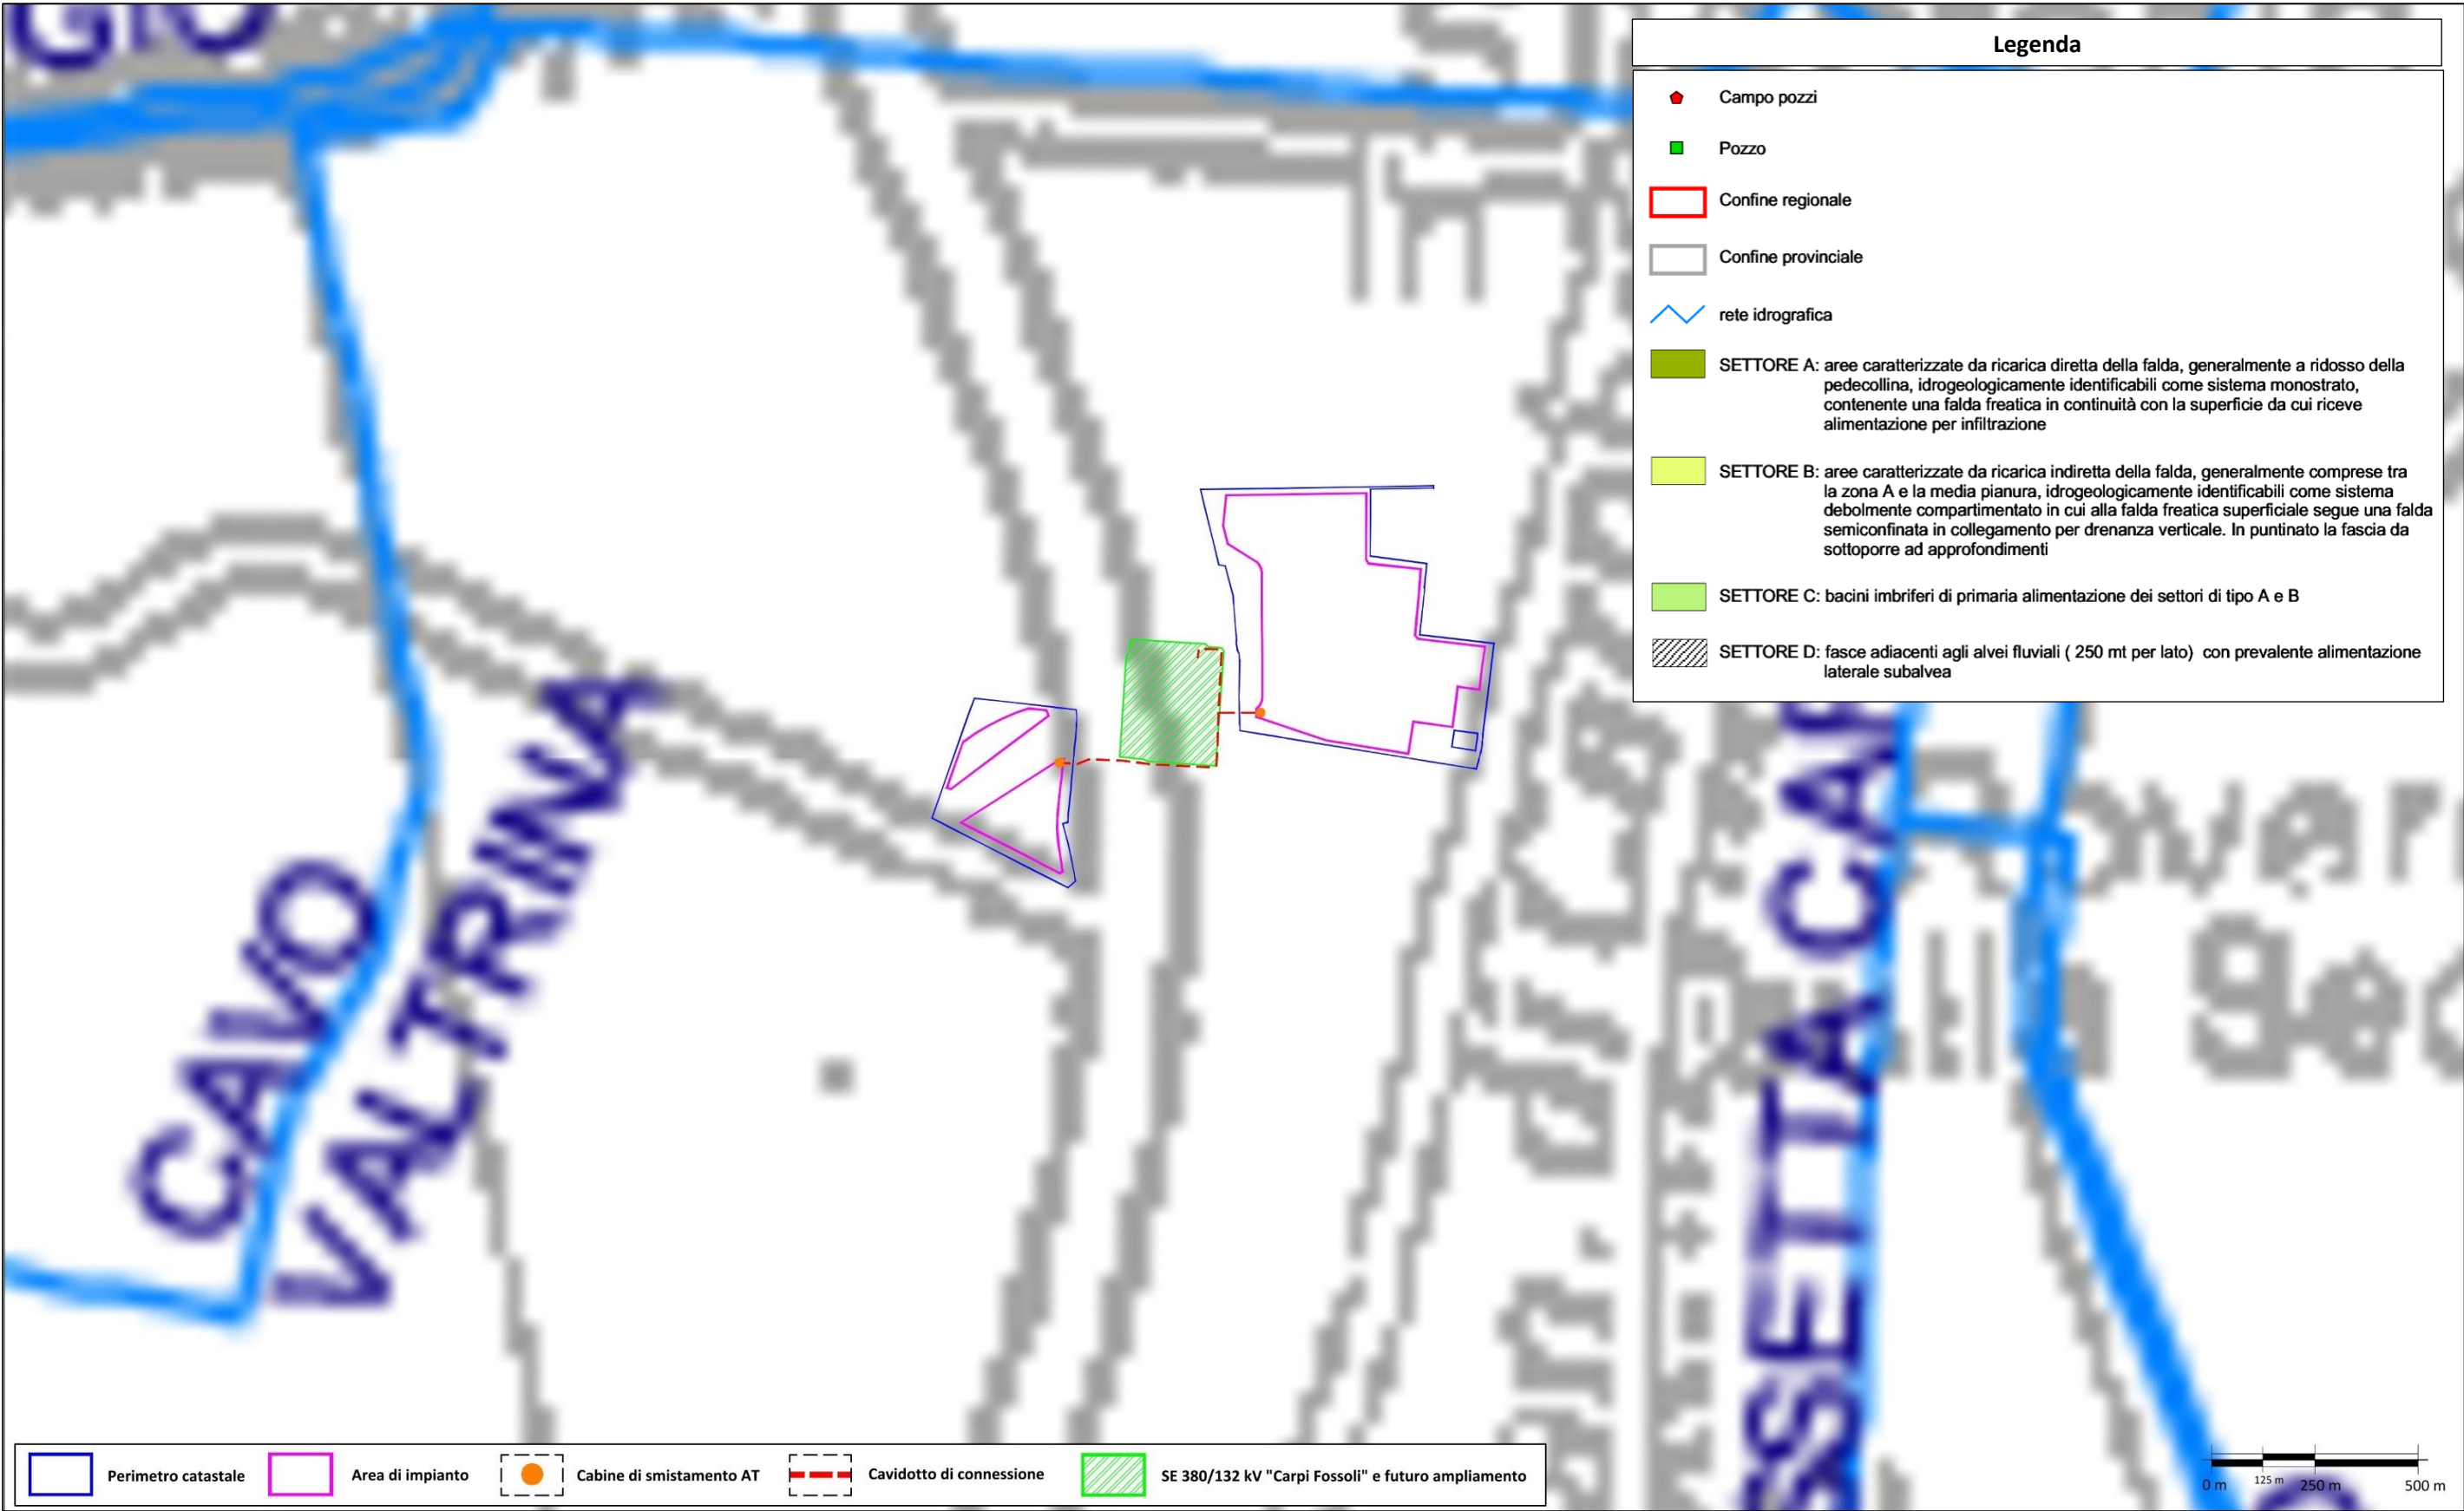 Legenda
Campo pozzi
Pozzo
Confine regionale
Confine provinciale
rete idrografica
SETTORE A: aree caratterizzate da ricarica diretta della falda, generalmente a ridosso della
pedecollina, idrogeologicamente identificabili come sistema monostrato,
contenente una falda freatica in continuità con la superficie da cui riceve
alimentazione per infiltrazione
SETTORE B: aree caratterizzate da ricarica indiretta della falda, generalmente comprese tra
la zona A e la media pianura, idrogeologicamente identificabili come sistema
debolmente compartimentato in cui alla falda freatica superficiale segue una falda
semiconfinata in collegamento per drenanza verticale. In puntinato la fascia da
sottoporre ad approfondimenti
SETTORE C: bacini imbriferi di primaria alimentazione dei settori di tipo A e B
SETTORE D: fasce adiacenti agli alvei fluviali ( 250 mt per lato) con prevalente alimentazione
laterale subalvea
CAVO
VALTRINA
SSETTA CAP
Perimetro catastale
Area di impianto
Cabine di smistamento AT
Cavidotto di connessione
SE 380/132 kV "Carpi Fossoli" e futuro ampliamento
0 m 125 m 250 m 500 m